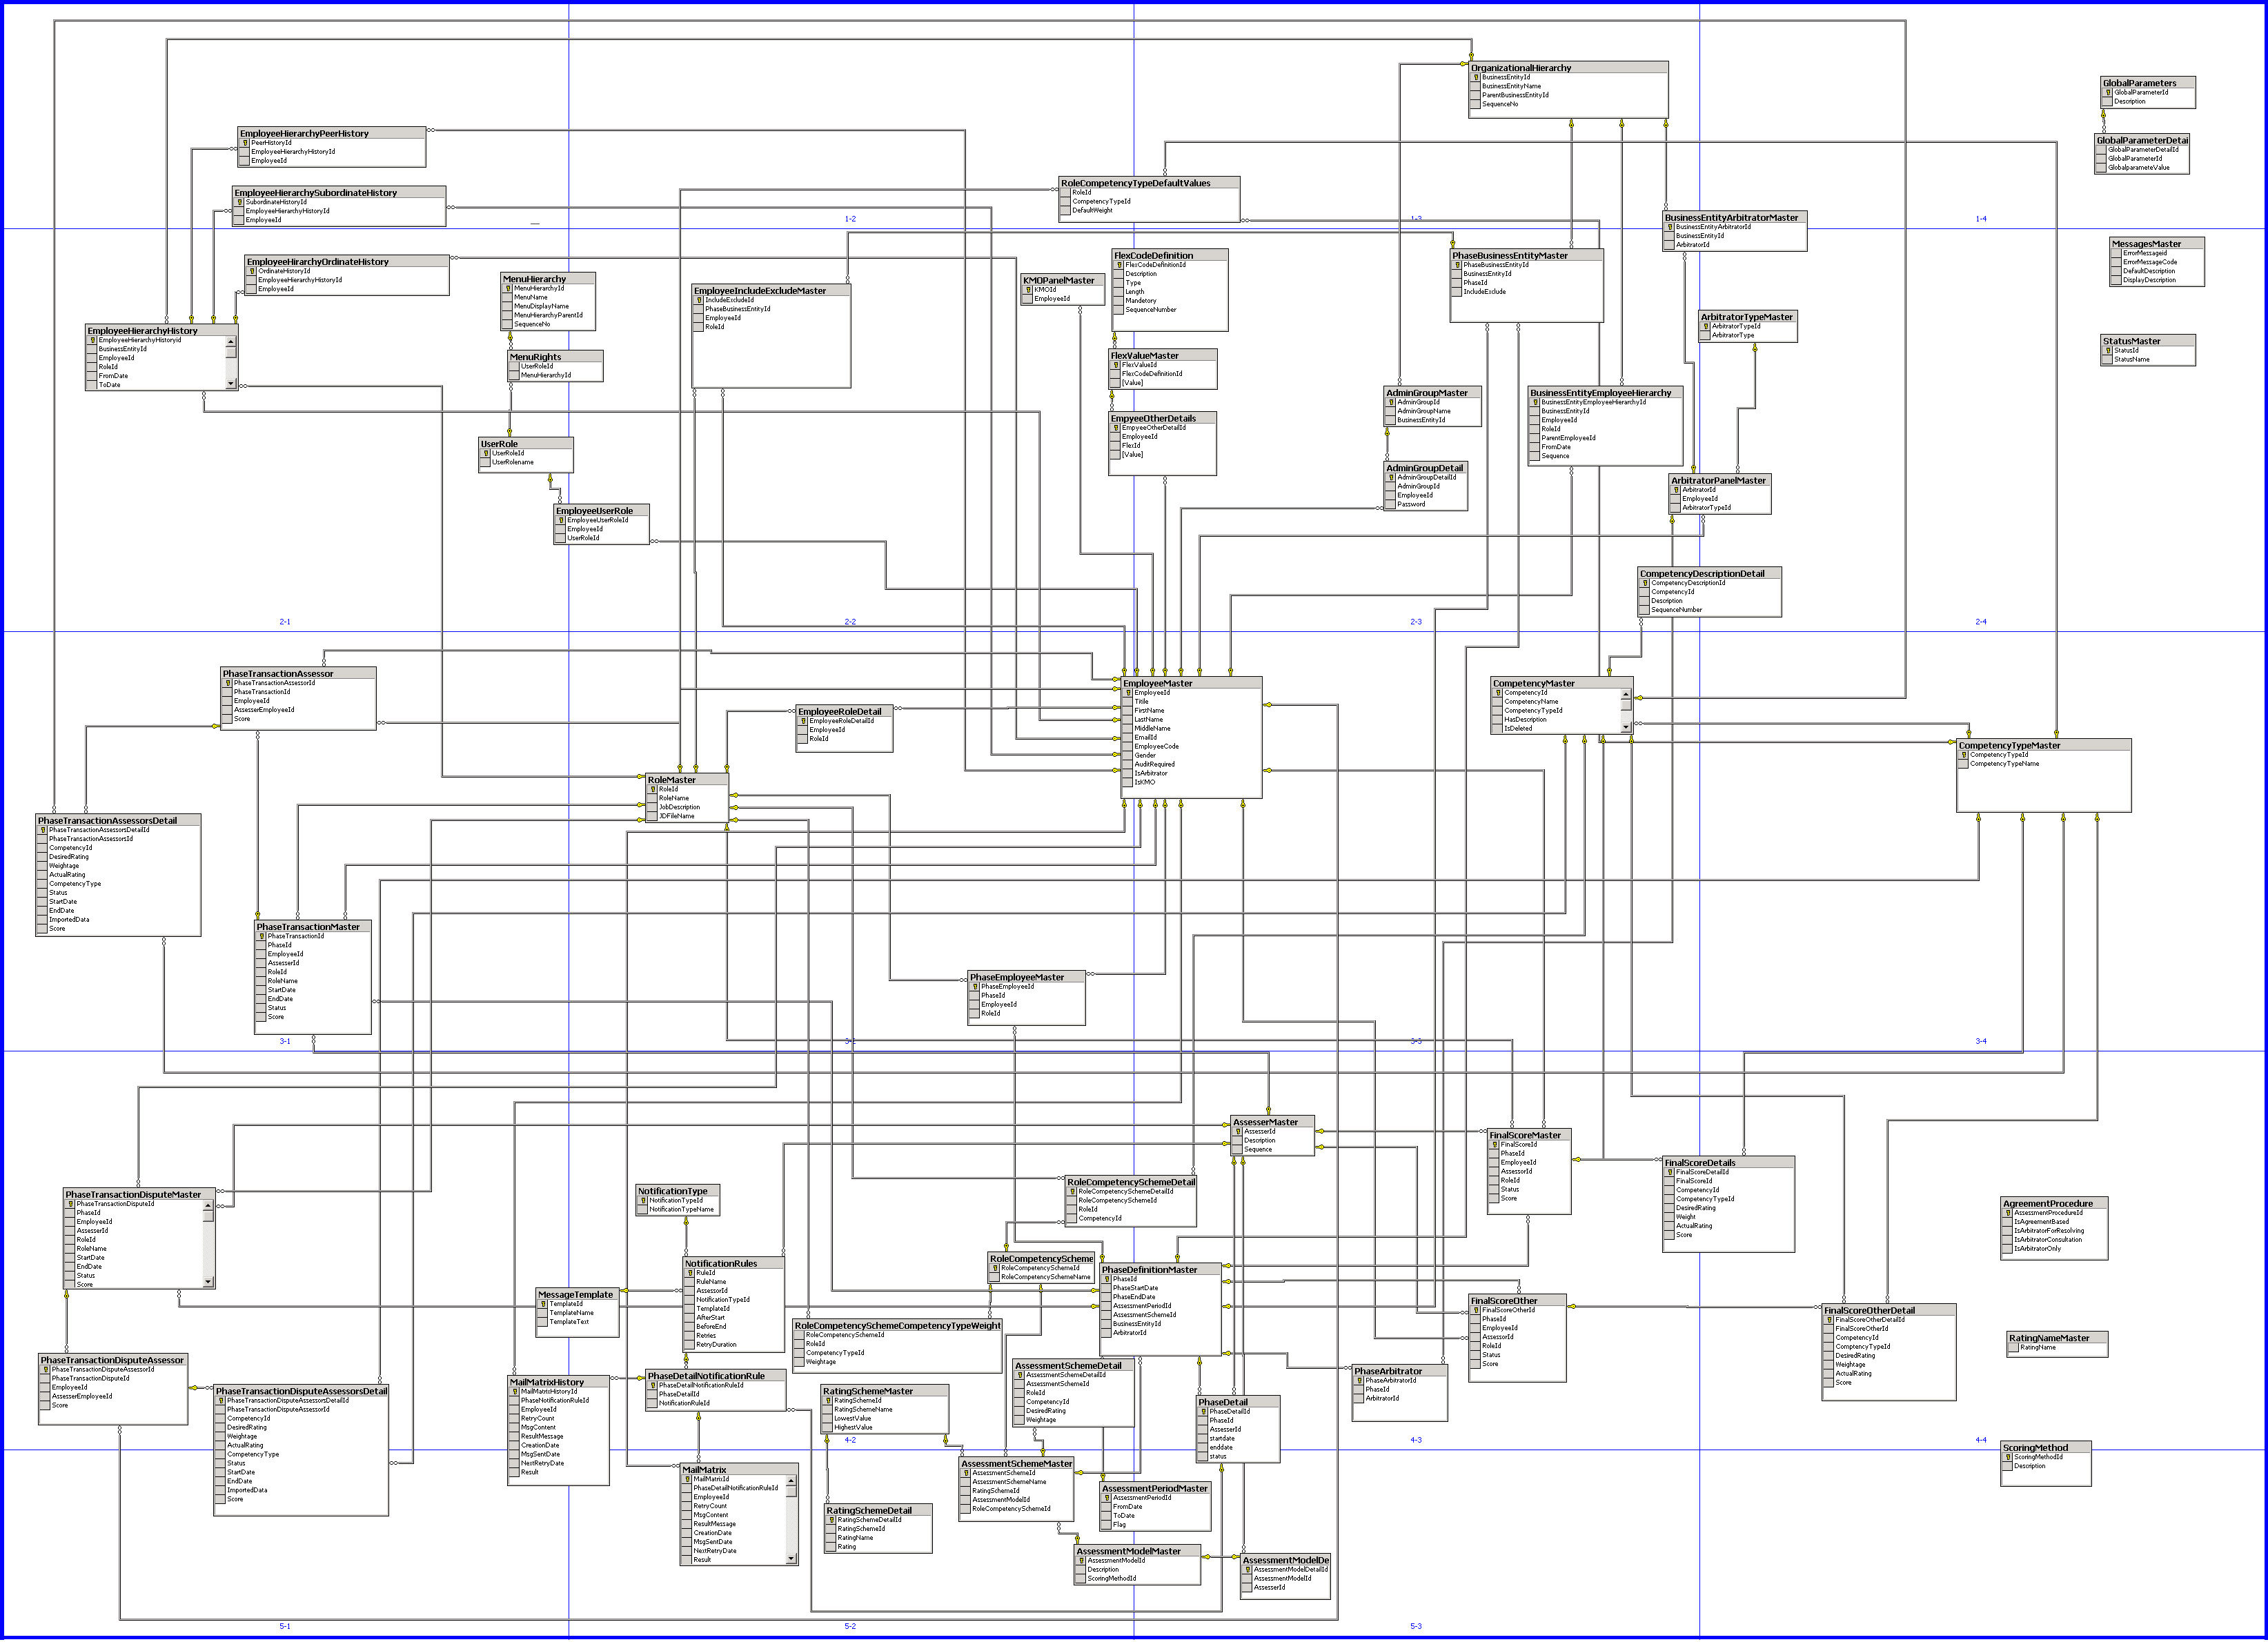 OrganizationalHierarchy
BusinessEntityId
BusinessEntityName
ParentBusinessEntityId
SequenceNo
GlobalParameters
GlobalParameterId
Description
GlobalParameterDetai
GlobalParameterDetailId
GlobalParameterId
GlobalparameteValue
EmployeeHierarchyPeerHistory
PeerHistoryId
EmployeeHierarchyHistoryId
EmployeeId
EmployeeHierarchySubordinateHistory
SubordinateHistoryId
EmployeeHierarchyHistoryId
EmployeeId
RoleCompetencyTypeDefaultValues
RoleId
CompetencyTypeId
DefaultWeight
BusinessEntityArbitratorMaster
BusinessEntityArbitratorId
BusinessEntityId
ArbitratorId
1-2
1-3
1-4
EmployeeHirarchyOrdinateHistory
OrdinateHistoryId
EmployeeHierarchyHistoryId
EmployeeId
MenuHierarchy
MenuHierarchyId
MenuName
MenuDisplayName
MenuHierarchyParentId
SequenceNo
EmployeeIncludeExcludeMaster
IncludeExcludeId
PhaseBusinessEntityId
EmployeeId
RoleId
KMOPanelMaster
KMOId
EmployeeId
FlexCodeDefinition
FlexCodeDefinitionId
Description
Type
Length
Mandetory
SequenceNumber
PhaseBusinessEntityMaster
PhaseBusinessEntityId
BusinessEntityId
PhaseId
IncludeExclude
MessagesMaster
ErrorMessageid
ErrorMessageCode
DefaultDescription
DisplayDescription
EmployeeHierarchyHistory
EmployeeHierarchyHistoryid
BusinessEntityId
EmployeeId
RoleId
FromDate
ToDate
MenuRights
UserRoleId
MenuHierarchyId
FlexValueMaster
FlexValueId
FlexCodeDefinitionId
[Value]
ArbitratorTypeMaster
ArbitratorTypeId
ArbitratorType
StatusMaster
StatusId
StatusName
UserRole
UserRoleId
UserRolename
EmpyeeOtherDetails
EmpyeeOtherDetailId
EmployeeId
FlexId
[Value]
AdminGroupMaster
AdminGroupId
AdminGroupName
BusinessEntityId
BusinessEntityEmployeeHierarchy
BusinessEntityEmployeeHierarchyId
BusinessEntityId
EmployeeId
RoleId
ParentEmployeeId
FromDate
Sequence
EmployeeUserRole
EmployeeUserRoleId
EmployeeId
UserRoleId
AdminGroupDetail
AdminGroupDetailId
AdminGroupId
EmployeeId
Password
ArbitratorPanelMaster
ArbitratorId
EmployeeId
ArbitratorTypeId
CompetencyDescriptionDetail
CompetencyDescriptionId
CompetencyId
Description
SequenceNumber
2-1
2-2
2-3
2-4
PhaseTransactionAssessor
PhaseTransactionAssessorId
PhaseTransactionId
EmployeeId
AssesserEmployeeId
Score
EmployeeRoleDetail
EmployeeRoleDetailId
EmployeeId
RoleId
EmployeeMaster
EmployeeId
Titile
FirstName
LastName
MiddleName
EmailId
EmployeeCode
Gender
AuditRequired
IsArbitrator
IsKMO
CompetencyMaster
CompetencyId
CompetencyName
CompetencyTypeId
HasDescription
IsDeleted
CompetencyTypeMaster
CompetencyTypeId
CompetencyTypeName
RoleMaster
RoleId
RoleName
JobDescription
JDFileName
PhaseTransactionAssessorsDetail
PhaseTransactionAssessorsDetailId
PhaseTransactionAssessorsId
CompetencyId
DesiredRating
Weightage
ActualRating
CompetencyType
Status
StartDate
EndDate
ImportedData
Score
PhaseTransactionMaster
PhaseTransactionId
PhaseId
EmployeeId
AssesserId
RoleId
RoleName
StartDate
EndDate
Status
Score
PhaseEmployeeMaster
PhaseEmployeeId
PhaseId
EmployeeId
RoleId
3-1
3-2
3-3
3-4
AssesserMaster
AssesserId
Description
Sequence
FinalScoreMaster
FinalScoreId
PhaseId
EmployeeId
AssessorId
RoleId
Status
Score
FinalScoreDetails
FinalScoreDetailId
FinalScoreId
CompetencyId
CompetencyTypeId
DesiredRating
Weight
ActualRating
Score
PhaseTransactionDisputeMaster
PhaseTransactionDisputeId
PhaseId
EmployeeId
AssesserId
RoleId
RoleName
StartDate
EndDate
Status
Score
NotificationType
NotificationTypeId
NotificationTypeName
RoleCompetencySchemeDetail
RoleCompetencySchemeDetailId
RoleCompetencySchemeId
RoleId
CompetencyId
AgreementProcedure
AssessmentProcedureId
IsAgreementBased
IsArbitratorForResolving
IsArbitratorConsultation
IsArbitratorOnly
NotificationRules
RuleId
RuleName
AssessorId
NotificationTypeId
TemplateId
AfterStart
BeforeEnd
Retries
RetryDuration
RoleCompetencyScheme
RoleCompetencySchemeId
RoleCompetencySchemeName
PhaseDefinitionMaster
PhaseId
PhaseStartDate
PhaseEndDate
AssessmentPeriodId
AssessmentSchemeId
BusinessEntityId
ArbitratorId
MessageTemplate
TemplateId
TemplateName
TemplateText
FinalScoreOther
FinalScoreOtherId
PhaseId
EmployeeId
AssessorId
RoleId
Status
Score
FinalScoreOtherDetail
FinalScoreOtherDetailId
FinalScoreOtherId
CompetencyId
CompetencyTypeId
DesiredRating
Weightage
ActualRating
Score
RoleCompetencySchemeCompetencyTypeWeight
RoleCompetencySchemeId
RoleId
CompetencyTypeId
Weightage
RatingNameMaster
RatingName
PhaseTransactionDisputeAssessor
PhaseTransactionDisputeAssessorId
PhaseTransactionDisputeId
EmployeeId
AssesserEmployeeId
Score
AssessmentSchemeDetail
AssessmentSchemeDetailId
AssessmentSchemeId
RoleId
CompetencyId
DesiredRating
Weightage
PhaseArbitrator
PhaseArbitratorId
PhaseId
ArbitratorId
PhaseTransactionDisputeAssessorsDetail
PhaseTransactionDisputeAssessorsDetailId
PhaseTransactionDisputeAssessorId
CompetencyId
DesiredRating
Weightage
ActualRating
CompetencyType
Status
StartDate
EndDate
ImportedData
Score
MailMatrixHistory
MailMatrixHistoryId
PhaseNotificationRuleId
EmployeeId
RetryCount
MsgContent
ResultMessage
CreationDate
MsgSentDate
NextRetryDate
Result
PhaseDetailNotificationRule
PhaseDetailNotificationRuleId
PhaseDetailId
NotificationRuleId
RatingSchemeMaster
RatingSchemeId
RatingSchemeName
LowestValue
HighestValue
PhaseDetail
PhaseDetailId
PhaseId
AssesserId
startdate
enddate
status
4-2
4-3
4-4
ScoringMethod
ScoringMethodId
Description
MailMatrix
MailMatrixId
PhaseDetailNotificationRuleId
EmployeeId
RetryCount
MsgContent
ResultMessage
CreationDate
MsgSentDate
NextRetryDate
Result
AssessmentSchemeMaster
AssessmentSchemeId
AssessmentSchemeName
RatingSchemeId
AssessmentModelId
RoleCompetencySchemeId
AssessmentPeriodMaster
AssessmentPeriodId
FromDate
ToDate
Flag
RatingSchemeDetail
RatingSchemeDetailId
RatingSchemeId
RatingName
Rating
AssessmentModelMaster
AssessmentModelId
Description
ScoringMethodId
AssessmentModelDe
AssessmentModelDetailId
AssessmentModelId
AssesserId
5-1
5-2
5-3